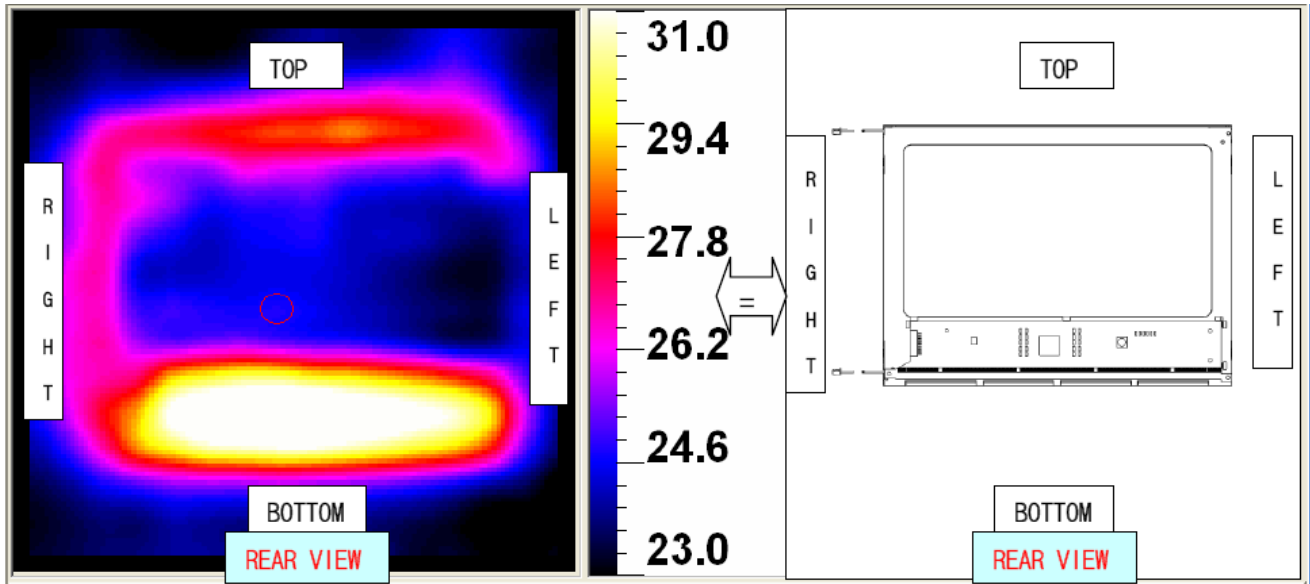 TOP
RIGHT
LEFT
BOTTOM
REAR VIEW
31.0
29.4
27.8
26.2
24.6
23.0
=
TOP
RIGHT
LEFT
BOTTOM
REAR VIEW